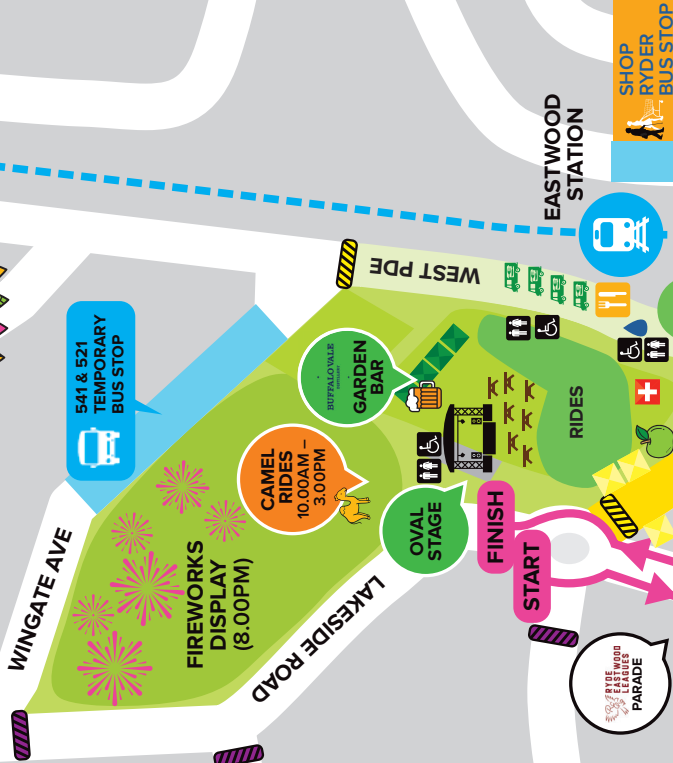 SHOP
RYDER
BUS STOP
EASTWOOD
STATION
WEST PDE
541 & 521
TEMPORARY
BUS STOP
BUFFALO VALE
GARDEN
BAR
CAMEL
RIDES
10.00AM –
3.00PM
RIDES
OVAL
STAGE
FINISH
START
WINGATE AVE
FIREWORKS
DISPLAY
(8.00PM)
LAKESIDE ROAD
RYDE
EASTWOOD
LEAGUES
PARADE